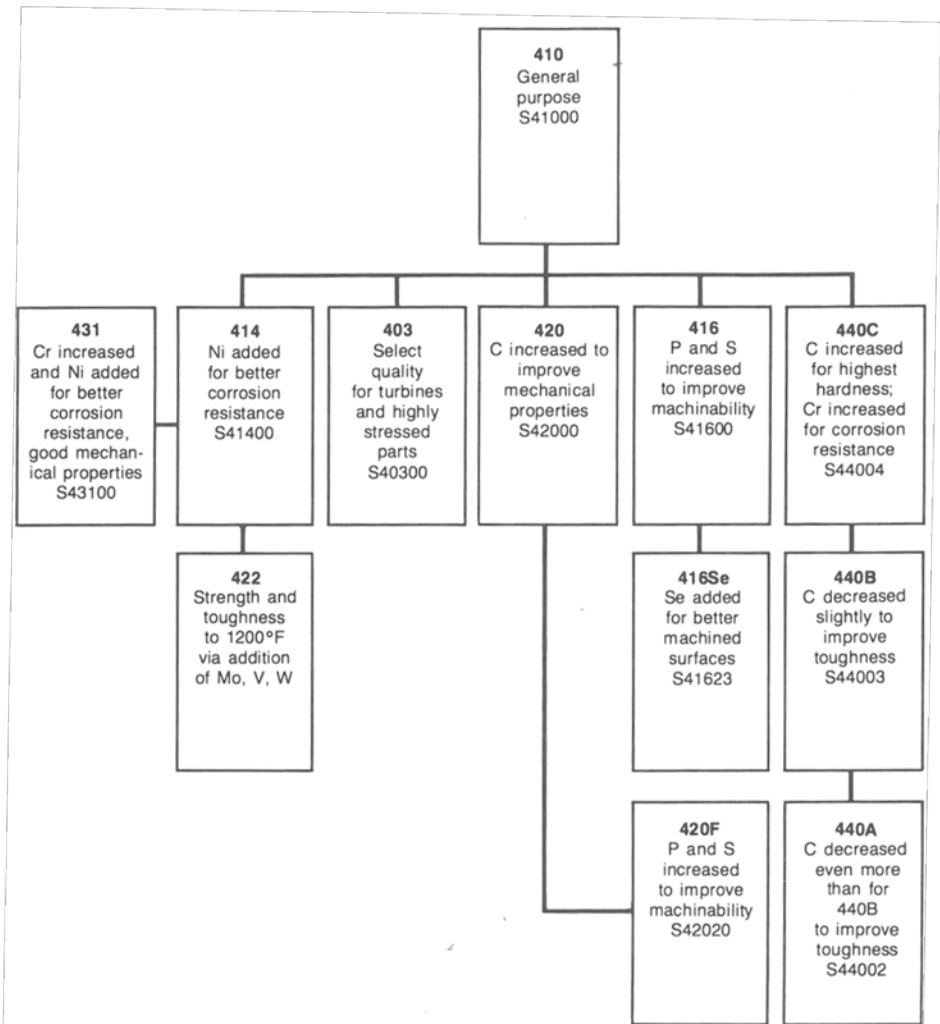 410
General
purpose
S41000
431
Cr increased
and Ni added
for better
corrosion
resistance,
good mechan-
ical properties
S43100
414
Ni added
for better
corrosion
resistance
S41400
403
Select
quality
for turbines
and highly
stressed
parts
S40300
420
C increased to
improve
mechanical
properties
S42000
416
P and S
increased
to improve
machinability
S41600
440C
C increased
for highest
hardness;
Cr increased
for corrosion
resistance
S44004
422
Strength and
toughness
to 1200°F
via addition
of Mo, V, W
416Se
Se added
for better
machined
surfaces
S41623
440B
C decreased
slightly to
improve
toughness
S44003
420F
P and S
increased
to improve
machinability
S42020
440A
C decreased
even more
than for
440B
to improve
toughness
S44002